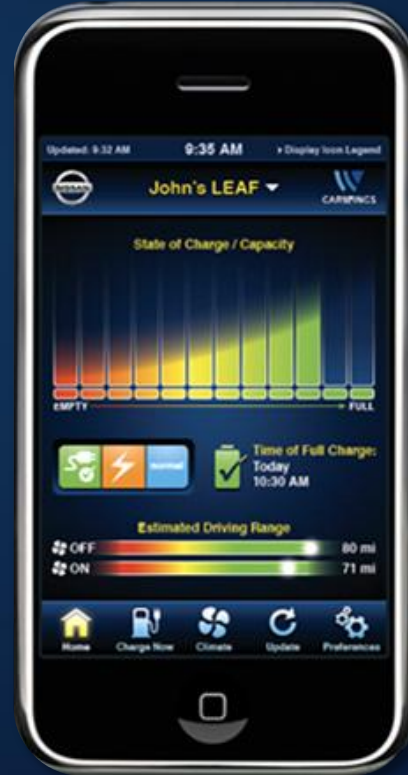 Updated: 9:32 AM 9:35 AM Display Icon Legend
NISSAN John's LEAF CARWINGS
State of Charge / Capacity
EMPTY FULL
normal
Time of Full Charge:
Today
10:30 AM
Estimated Driving Range
OFF 80 mi
ON 71 mi
Home Charge Now Climate Update Preferences